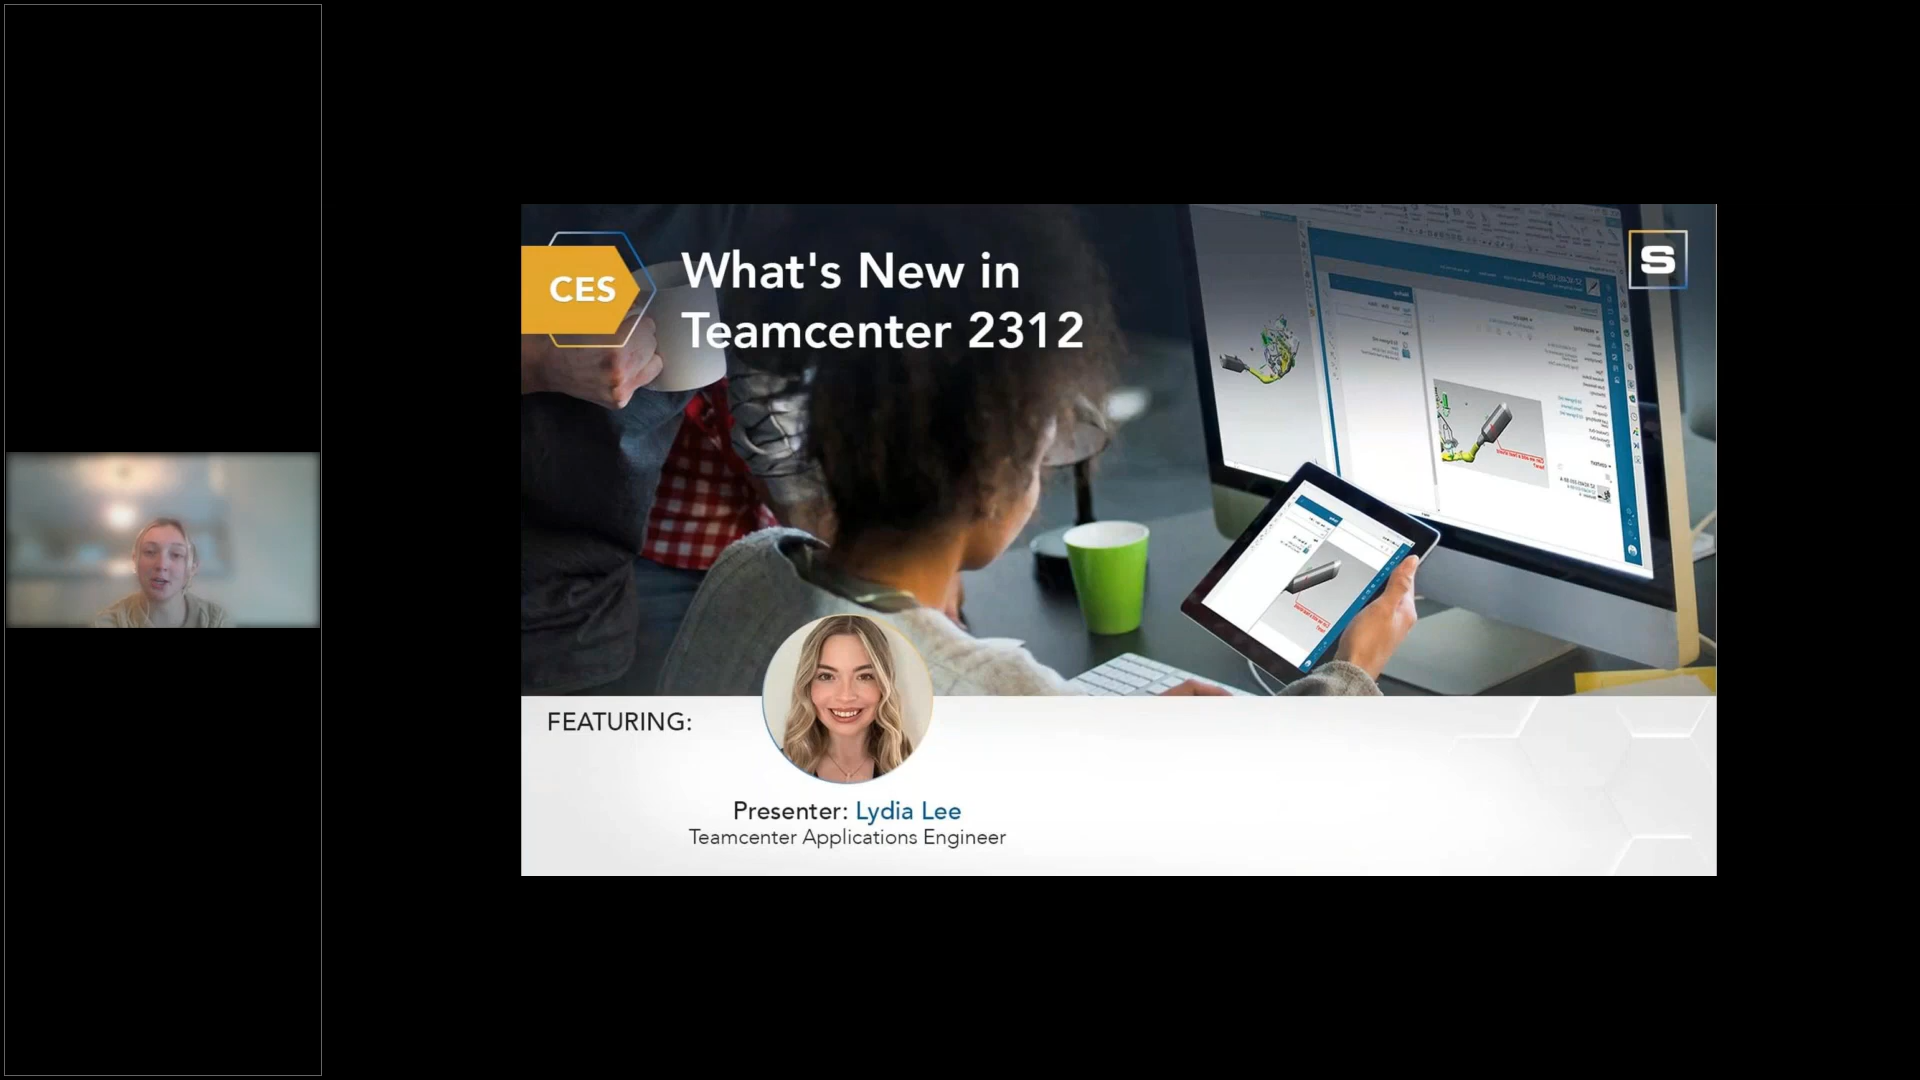 CES
What's New in
Teamcenter 2312
S
FEATURING:
Presenter: Lydia Lee
Teamcenter Applications Engineer